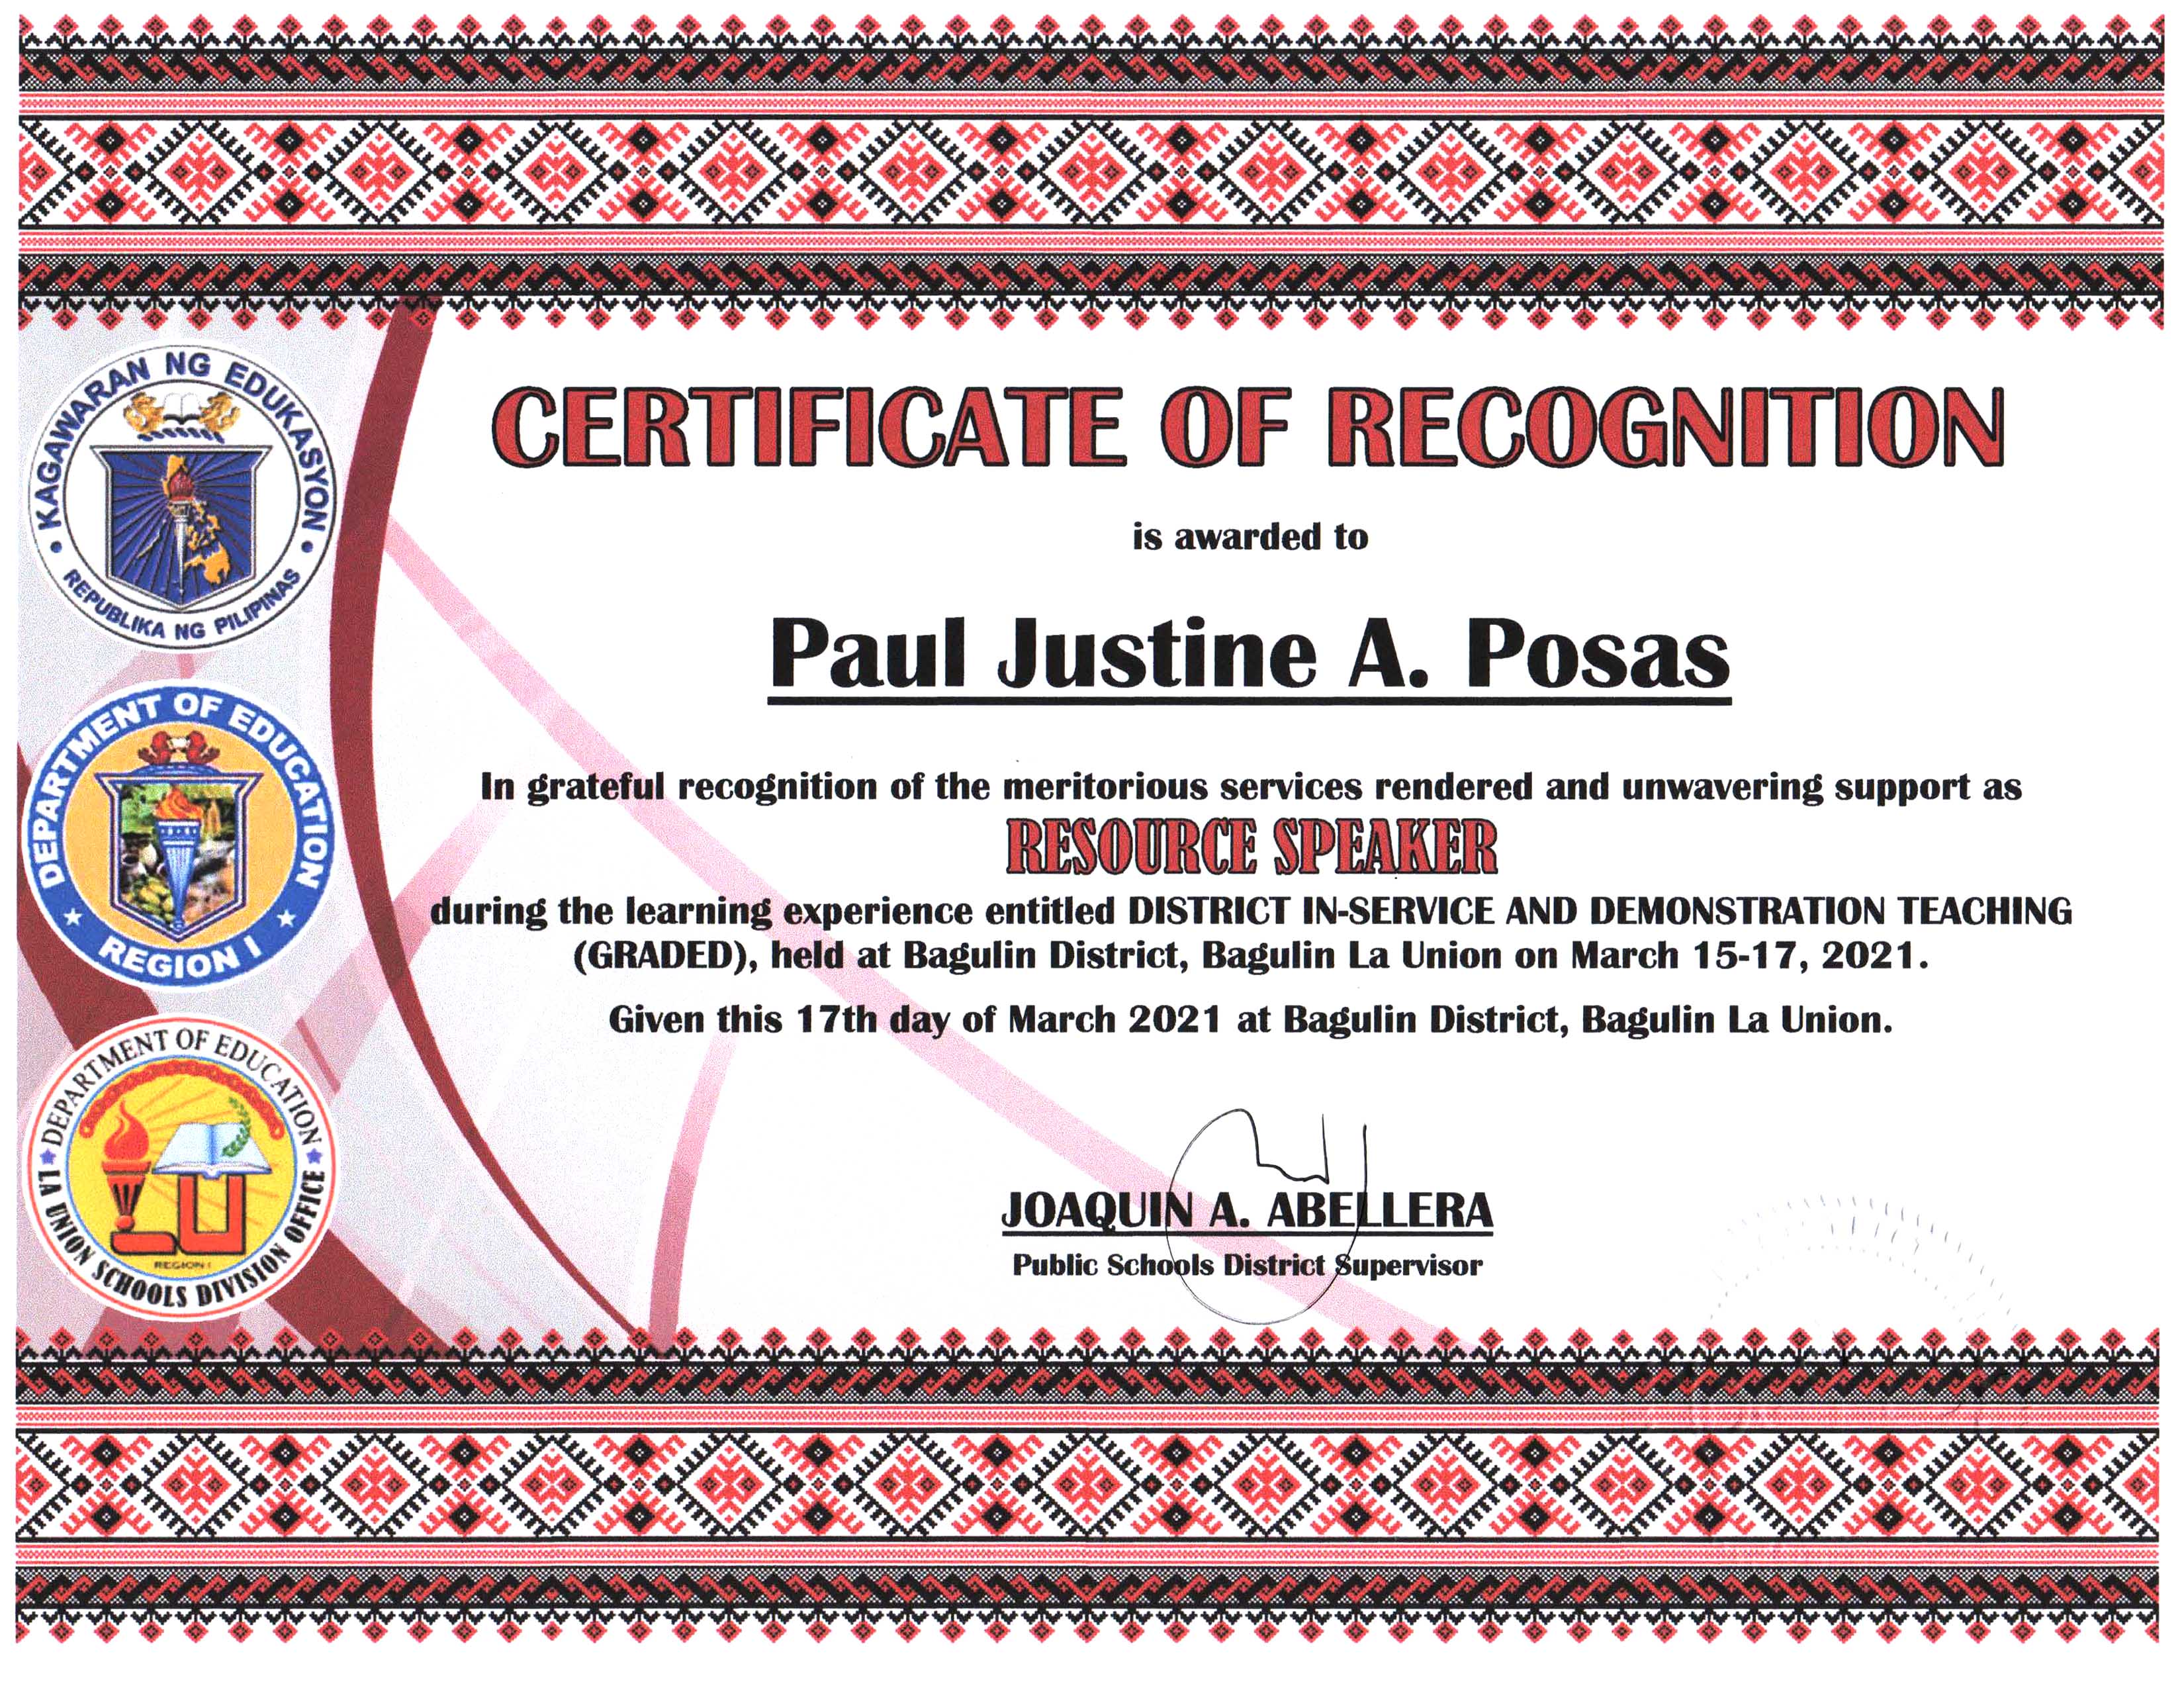 KAGAWARAN NG EDUKASYON
REPUBLIKA NG PILIPINAS
DEPARTMENT OF EDUCATION
REGION I
DEPARTMENT OF EDUCATION
LU
REGION I
LA UNION SCHOOLS DIVISION OFFICE
CERTIFICATE OF RECOGNITION
is awarded to
Paul Justine A. Posas
In grateful recognition of the meritorious services rendered and unwavering support as
RESOURCE SPEAKER
during the learning experience entitled DISTRICT IN-SERVICE AND DEMONSTRATION TEACHING
(GRADED), held at Bagulin District, Bagulin La Union on March 15-17, 2021.
Given this 17th day of March 2021 at Bagulin District, Bagulin La Union.
JOAQUIN A. ABELLERA
Public Schools District Supervisor